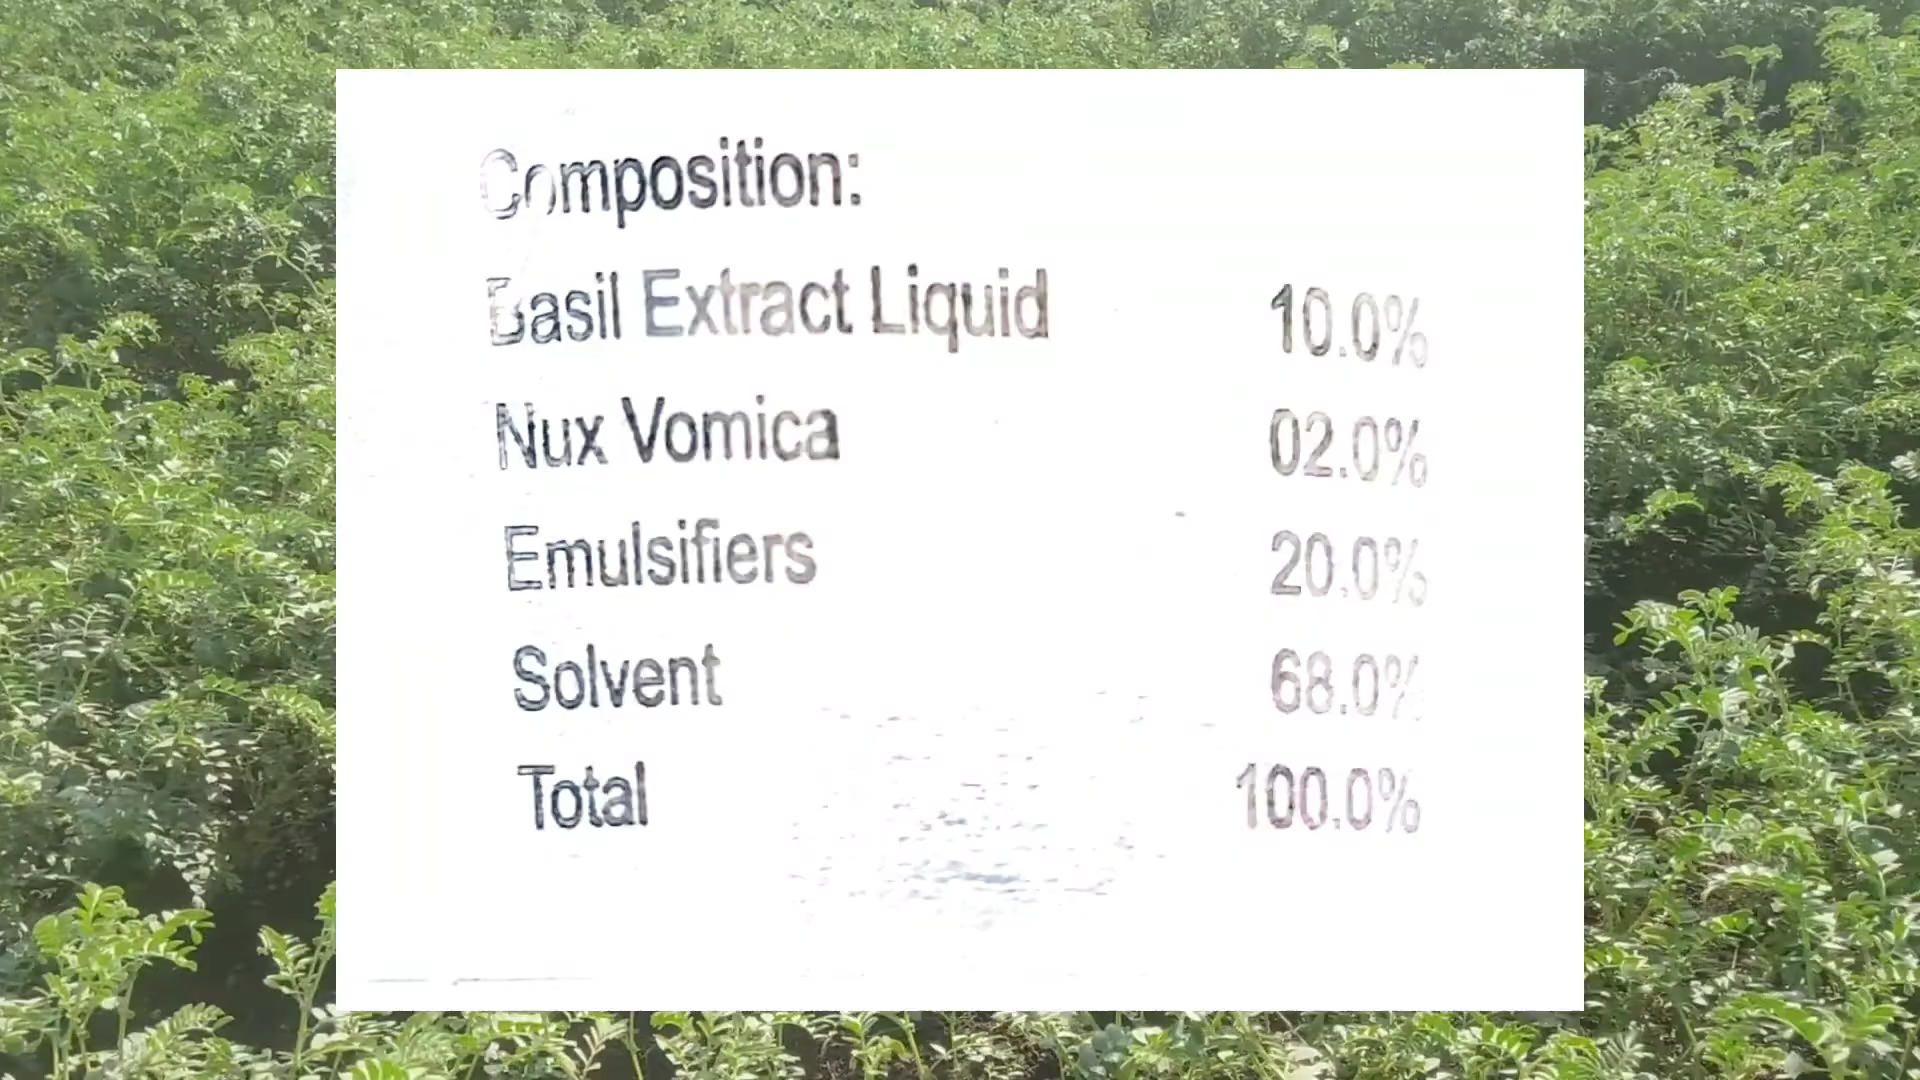 Composition:
Basil Extract Liquid 10.0%
Nux Vomica 02.0%
Emulsifiers 20.0%
Solvent 68.0%
Total 100.0%